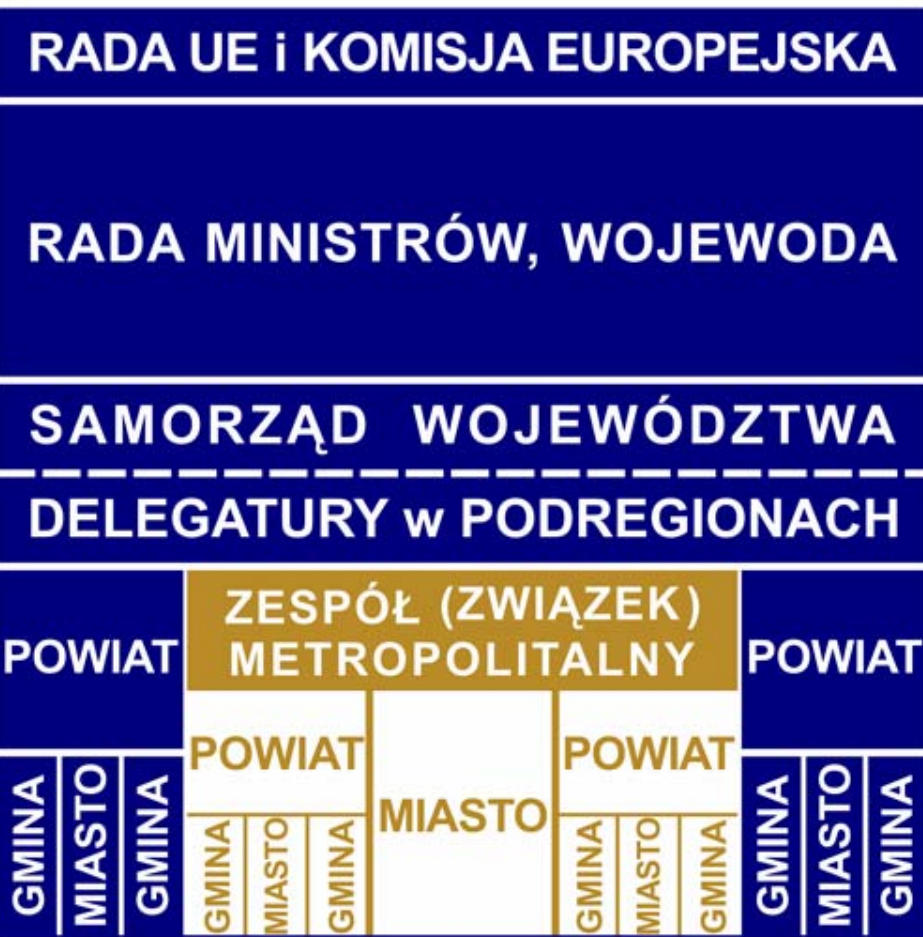 RADA UE i KOMISJA EUROPEJSKA
RADA MINISTRÓW, WOJEWODA
SAMORZĄD WOJEWÓDZTWA
DELEGATURY w PODREGIONACH
POWIAT
ZESPÓŁ (ZWIĄZEK)
METROPOLITALNY
POWIAT
POWIAT
MIASTO
POWIAT
GMINA
MIASTO
GMINA
GMINA
MIASTO
GMINA
GMINA
MIASTO
GMINA
GMINA
MIASTO
GMINA